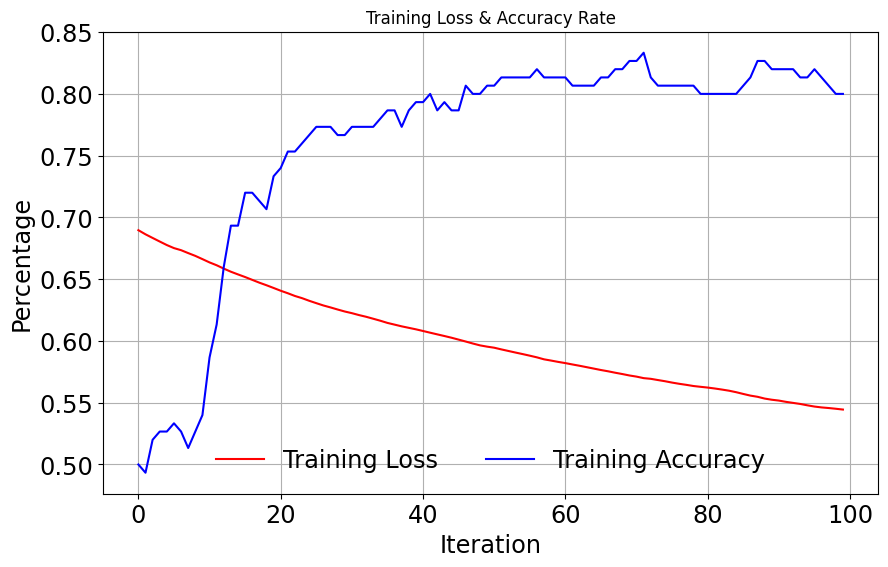 Training Loss & Accuracy Rate
0.85
0.80
0.75
0.70
0.65
0.60
0.55
0.50
Percentage
Training Loss
Training Accuracy
0 20 40 60 80 100
Iteration